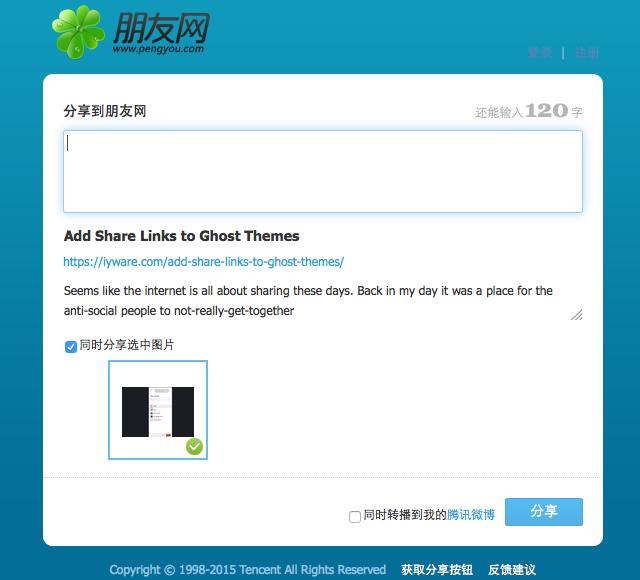 朋友网
www.pengyou.com
登录 | 注册
分享到朋友网
还能输入120字
Add Share Links to Ghost Themes
https://iyware.com/add-share-links-to-ghost-themes/
Seems like the internet is all about sharing these days. Back in my day it was a place for the
anti-social people to not-really-get-together
同时分享选中图片
同时转播到我的腾讯微博
分享
Copyright © 1998-2015 Tencent All Rights Reserved 获取分享按钮 反馈建议